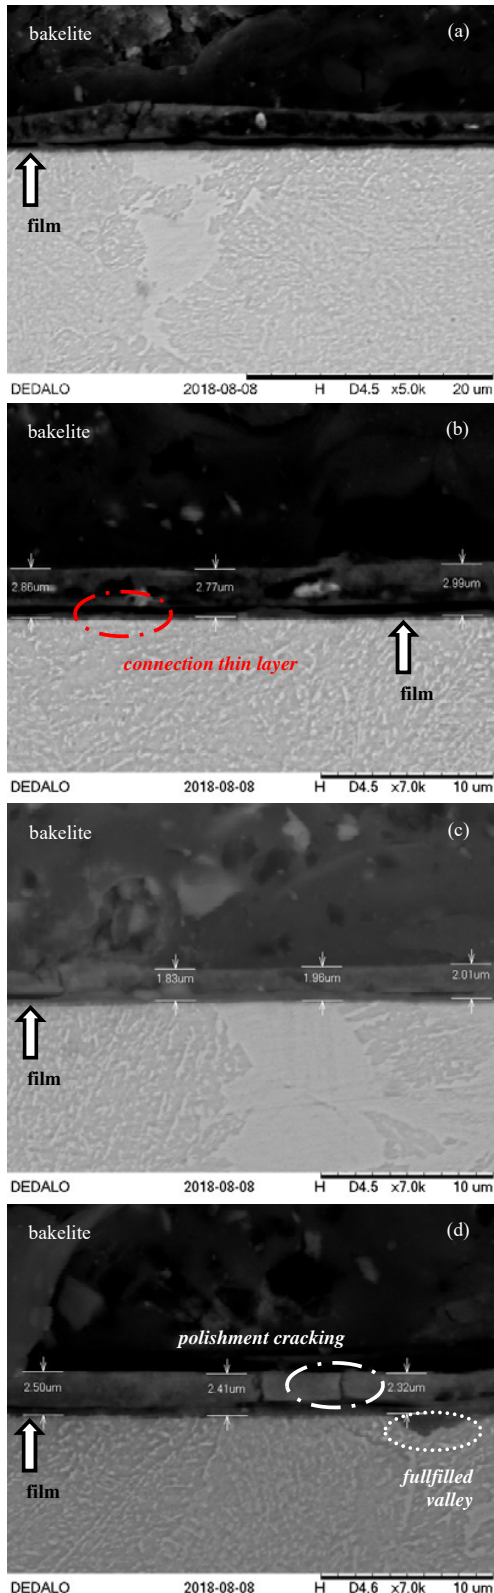 bakelite
(a)
film
DEDALO 2018-08-08 H D4.5 x5.0k 20 um
bakelite
(b)
2.86um
2.77um
2.99um
connection thin layer
film
DEDALO 2018-08-08 H D4.5 x7.0k 10 um
bakelite
(c)
1.83um
1.96um
2.01um
film
DEDALO 2018-08-08 H D4.5 x7.0k 10 um
bakelite
(d)
polishment cracking
2.50um
2.41um
2.32um
film
fullfilled
valley
DEDALO 2018-08-08 H D4.6 x7.0k 10 um